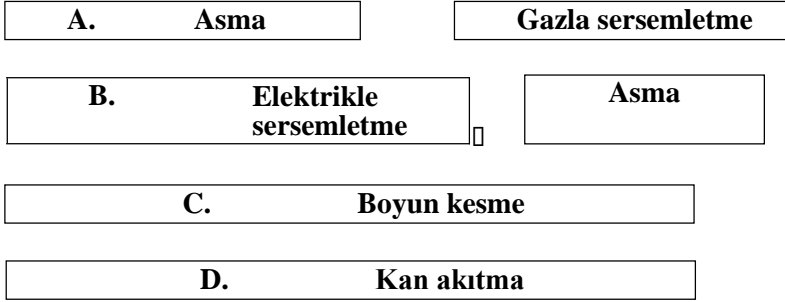 A. Asma Gazla sersemletme
B. Elektrikle Asma
sersemletme
C. Boyun kesme
D. Kan akıtma